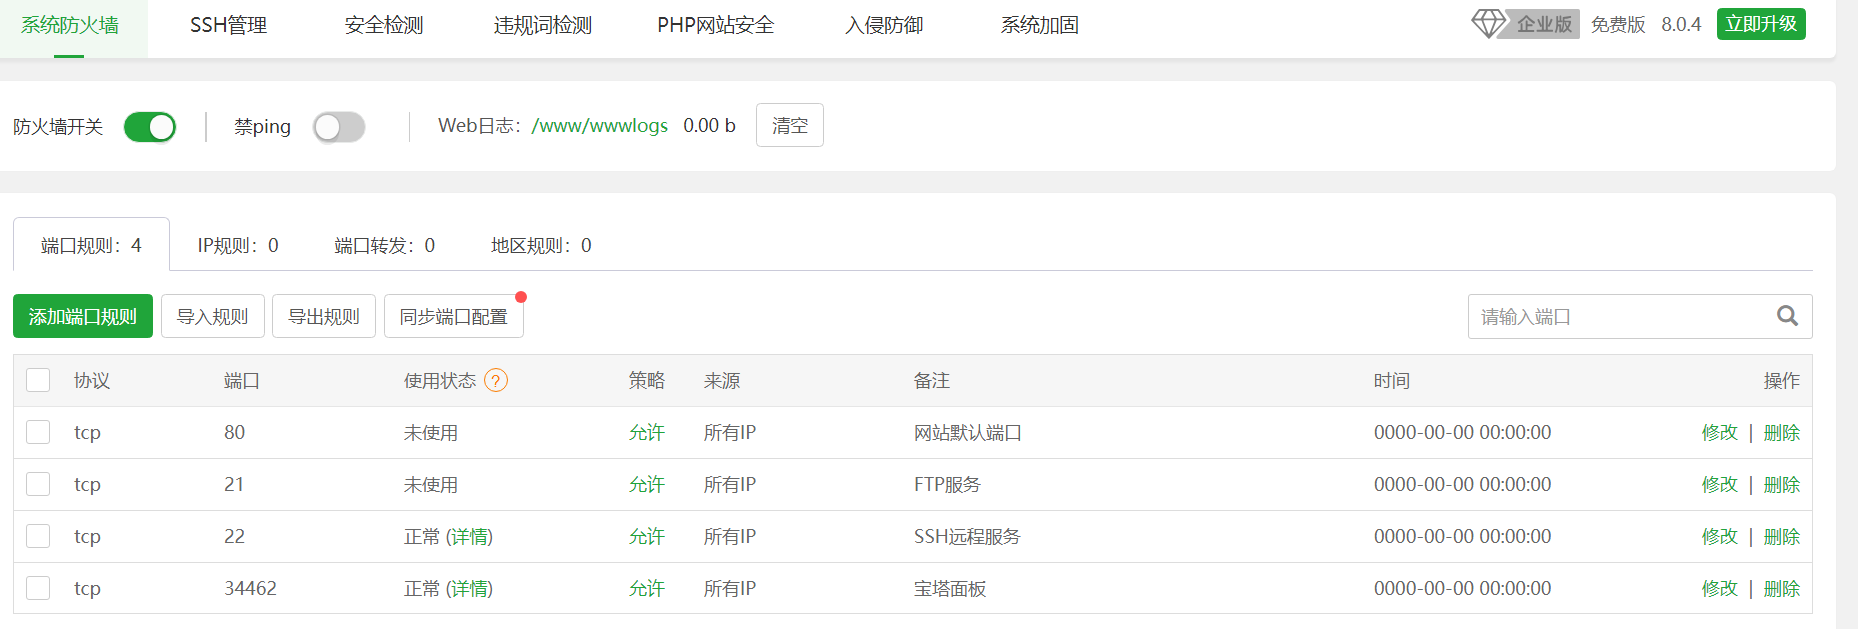 系统防火墙 SSH管理 安全检测 违规词检测 PHP网站安全 入侵防御 系统加固 企业版 免费版 8.0.4 立即升级
防火墙开关 禁ping Web日志：/www/wwwlogs 0.00 b 清空
端口规则：4 IP规则：0 端口转发：0 地区规则：0
添加端口规则 导入规则 导出规则 同步端口配置 请输入端口
协议 端口 使用状态 ? 策略 来源 备注 时间 操作
tcp 80 未使用 允许 所有IP 网站默认端口 0000-00-00 00:00:00 修改 | 删除
tcp 21 未使用 允许 所有IP FTP服务 0000-00-00 00:00:00 修改 | 删除
tcp 22 正常 (详情) 允许 所有IP SSH远程服务 0000-00-00 00:00:00 修改 | 删除
tcp 34462 正常 (详情) 允许 所有IP 宝塔面板 0000-00-00 00:00:00 修改 | 删除